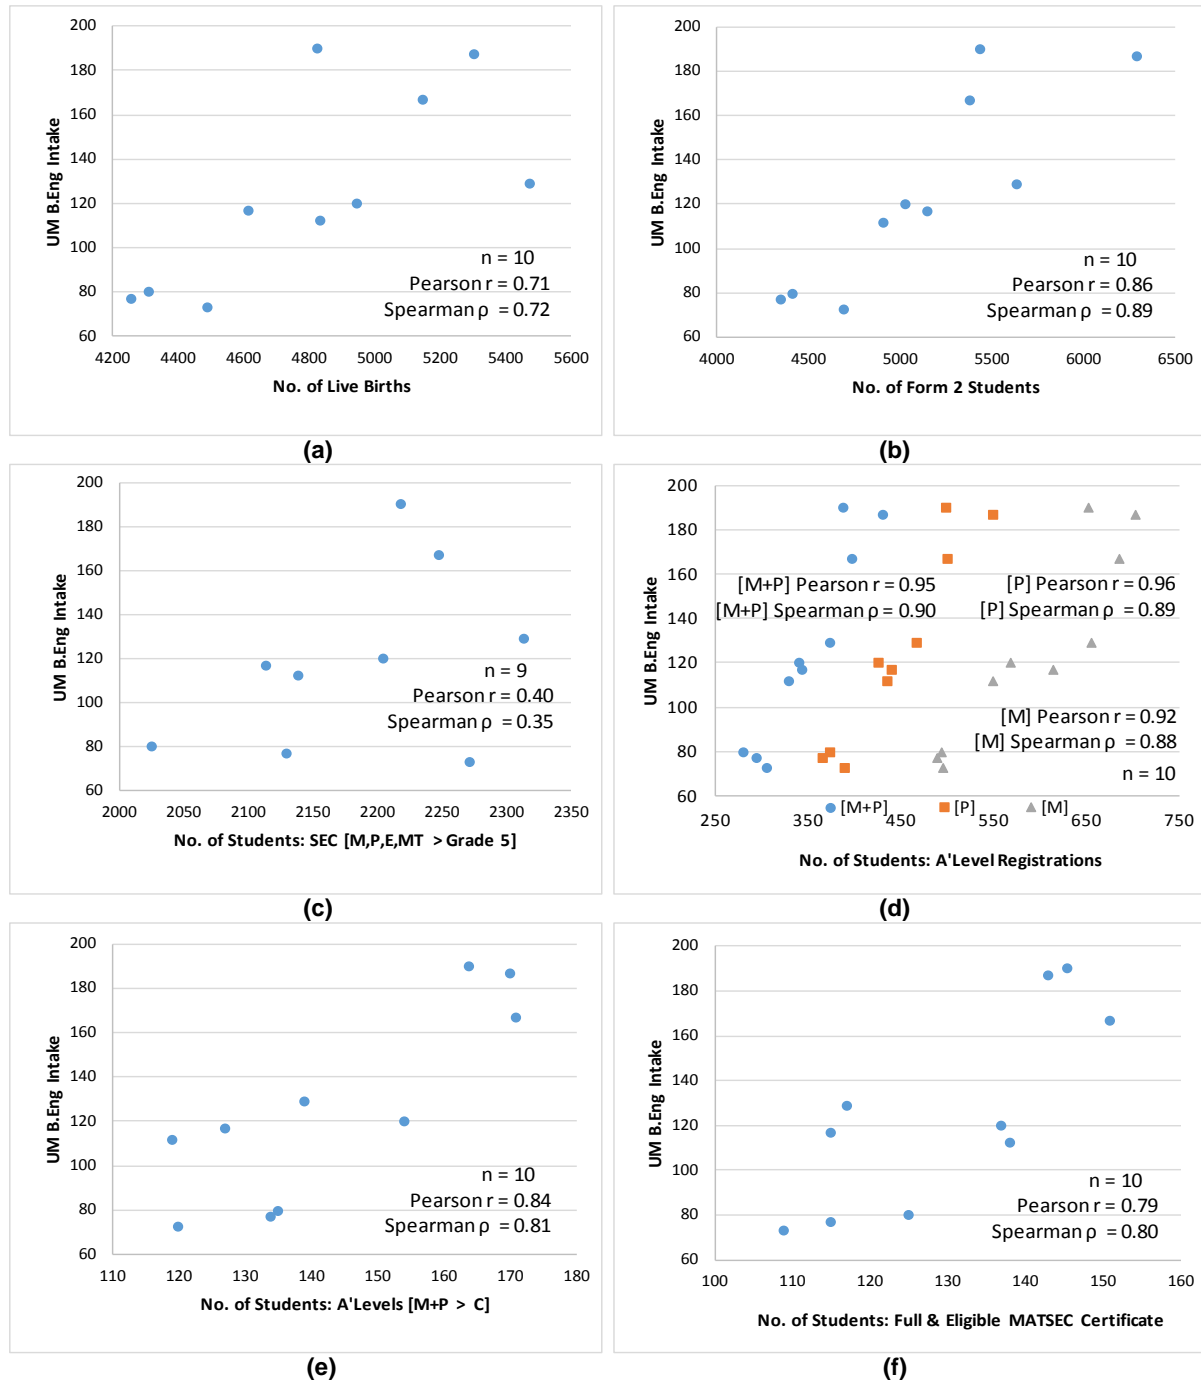 200
180
160
140
120
100
80
60
UM B.Eng Intake
n = 10
Pearson r = 0.71
Spearman ρ = 0.72
4200 4400 4600 4800 5000 5200 5400 5600
No. of Live Births
(a)
200
180
160
140
120
100
80
60
UM B.Eng Intake
n = 10
Pearson r = 0.86
Spearman ρ = 0.89
4000 4500 5000 5500 6000 6500
No. of Form 2 Students
(b)
200
180
160
140
120
100
80
60
UM B.Eng Intake
n = 9
Pearson r = 0.40
Spearman ρ = 0.35
2000 2050 2100 2150 2200 2250 2300 2350
No. of Students: SEC [M,P,E,MT > Grade 5]
(c)
200
180
160
140
120
100
80
60
UM B.Eng Intake
[M+P] Pearson r = 0.95
[M+P] Spearman ρ = 0.90
[P] Pearson r = 0.96
[P] Spearman ρ = 0.89
[M] Pearson r = 0.92
[M] Spearman ρ = 0.88
n = 10
[M+P] [P] [M]
250 350 450 550 650 750
No. of Students: A'Level Registrations
(d)
200
180
160
140
120
100
80
60
UM B.Eng Intake
n = 10
Pearson r = 0.84
Spearman ρ = 0.81
110 120 130 140 150 160 170 180
No. of Students: A'Levels [M+P > C]
(e)
200
180
160
140
120
100
80
60
UM B.Eng Intake
n = 10
Pearson r = 0.79
Spearman ρ = 0.80
100 110 120 130 140 150 160
No. of Students: Full & Eligible MATSEC Certificate
(f)